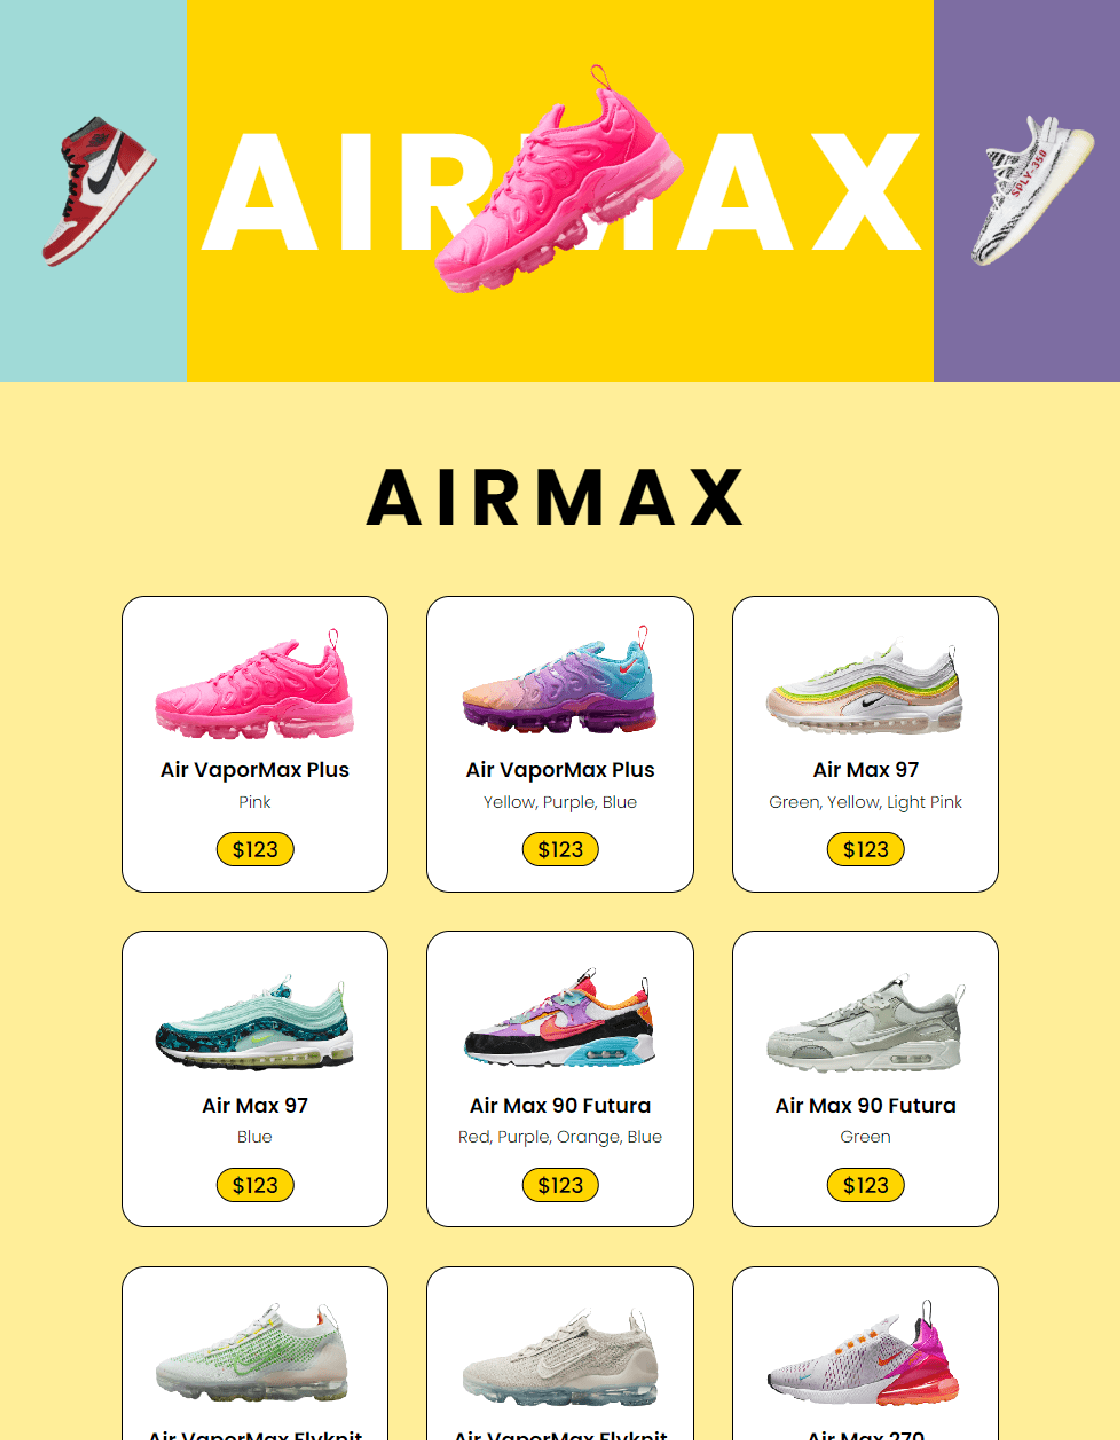 AIRMAX
SPLY-350
AIRMAX
Air VaporMax Plus
Pink
$123
Air VaporMax Plus
Yellow, Purple, Blue
$123
Air Max 97
Green, Yellow, Light Pink
$123
Air Max 97
Blue
$123
Air Max 90 Futura
Red, Purple, Orange, Blue
$123
Air Max 90 Futura
Green
$123
Air VaporMax Flyknit
Air VaporMax Flyknit
Air Max 270